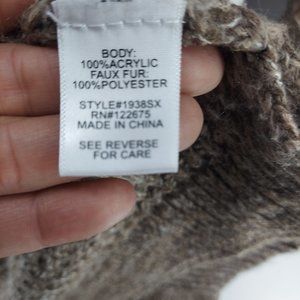 BODY:
100%ACRYLIC
FAUX FUR:
100%POLYESTER
STYLE#1938SX
RN#122675
MADE IN CHINA
SEE REVERSE
FOR CARE